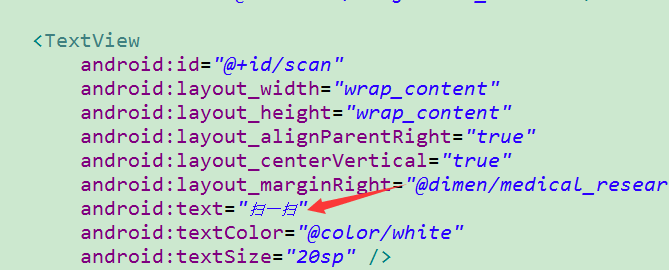 <TextView
android:id="@+id/scan"
android:layout_width="wrap_content"
android:layout_height="wrap_content"
android:layout_alignParentRight="true"
android:layout_centerVertical="true"
android:layout_marginRight="@dimen/medical_resear
android:text="扫一扫"
android:textColor="@color/white"
android:textSize="20sp" />